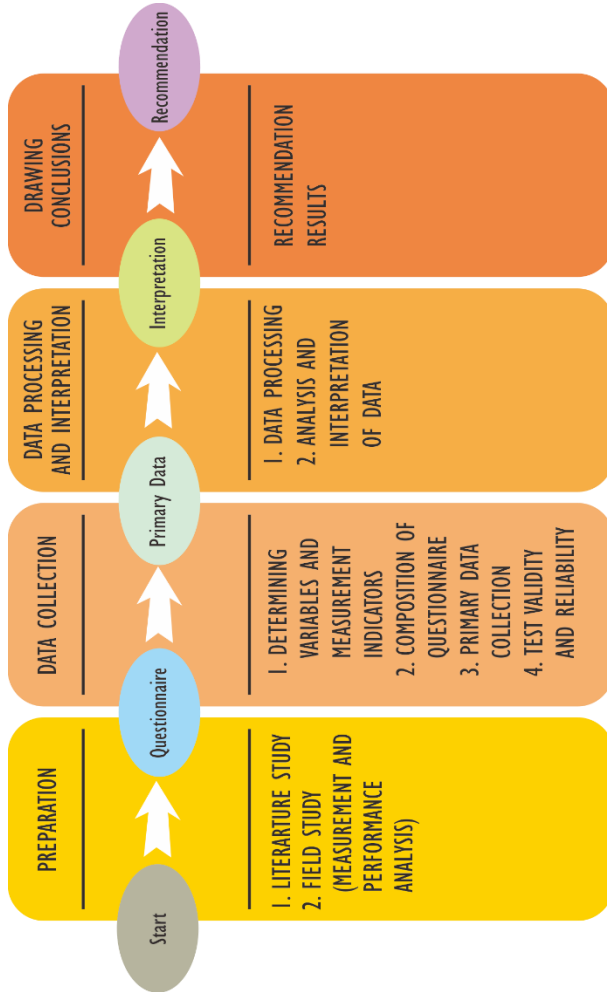 PREPARATION
Start
1. LITERARTURE STUDY
2. FIELD STUDY
(MEASUREMENT AND
PERFORMANCE
ANALYSIS)
DATA COLLECTION
Questionnaire
1. DETERMINING
VARIABLES AND
MEASUREMENT
INDICATORS
2. COMPOSITION OF
QUESTIONNAIRE
3. PRIMARY DATA
COLLECTION
4. TEST VALIDITY
AND RELIABILITY
DATA PROCESSING
AND INTERPRETATION
Primary Data
1. DATA PROCESSING
2. ANALYSIS AND
INTERPRETATION
OF DATA
DRAWING
CONCLUSIONS
Interpretation
Recommendation
RECOMMENDATION
RESULTS